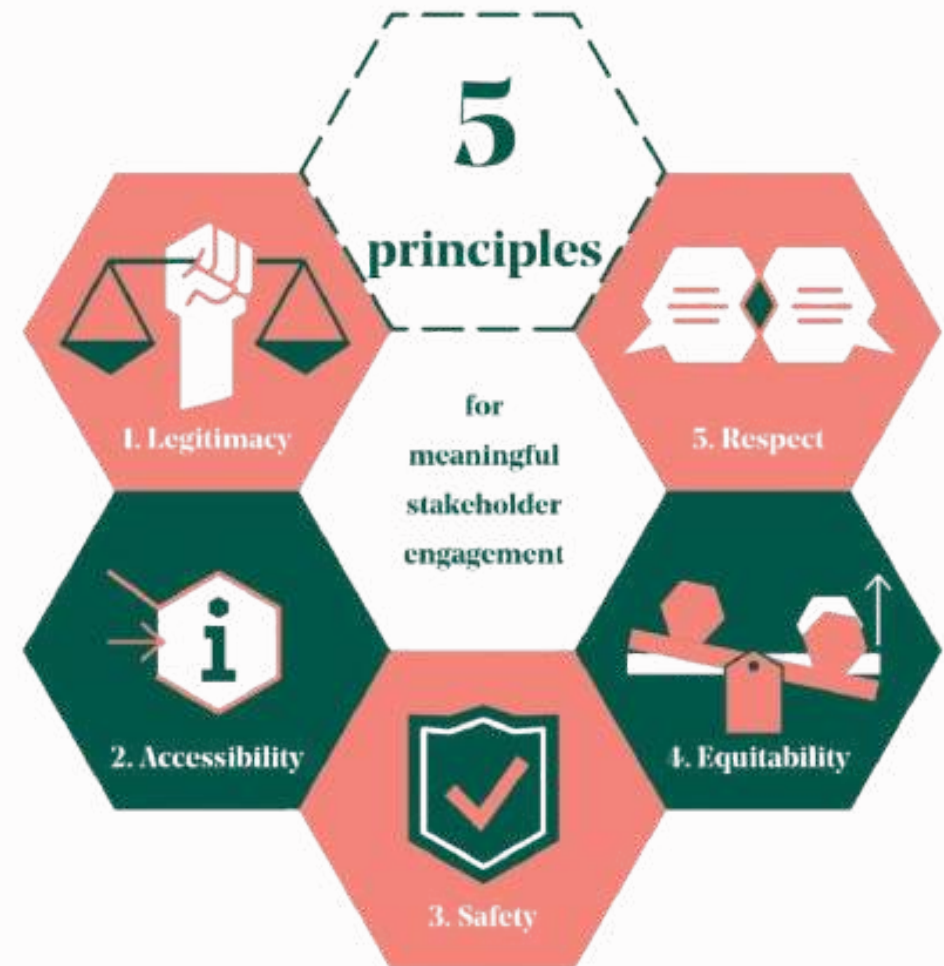 5
principles
for
meaningful
stakeholder
engagement
1. Legitimacy
2. Accessibility
3. Safety
4. Equitability
5. Respect
i